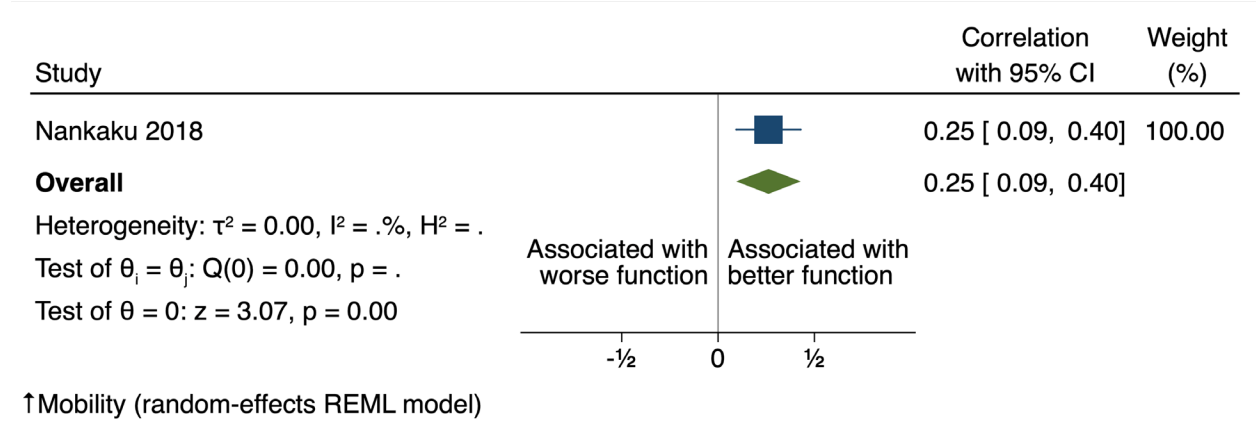 Correlation Weight
Study with 95% CI (%)
Nankaku 2018 0.25 [ 0.09, 0.40] 100.00
Overall 0.25 [ 0.09, 0.40]
Heterogeneity: τ² = 0.00, I² = .%, H² = .
Test of θᵢ = θⱼ: Q(0) = 0.00, p = .
Test of θ = 0: z = 3.07, p = 0.00
Associated with
worse function
Associated with
better function
-½ 0 ½
↑Mobility (random-effects REML model)